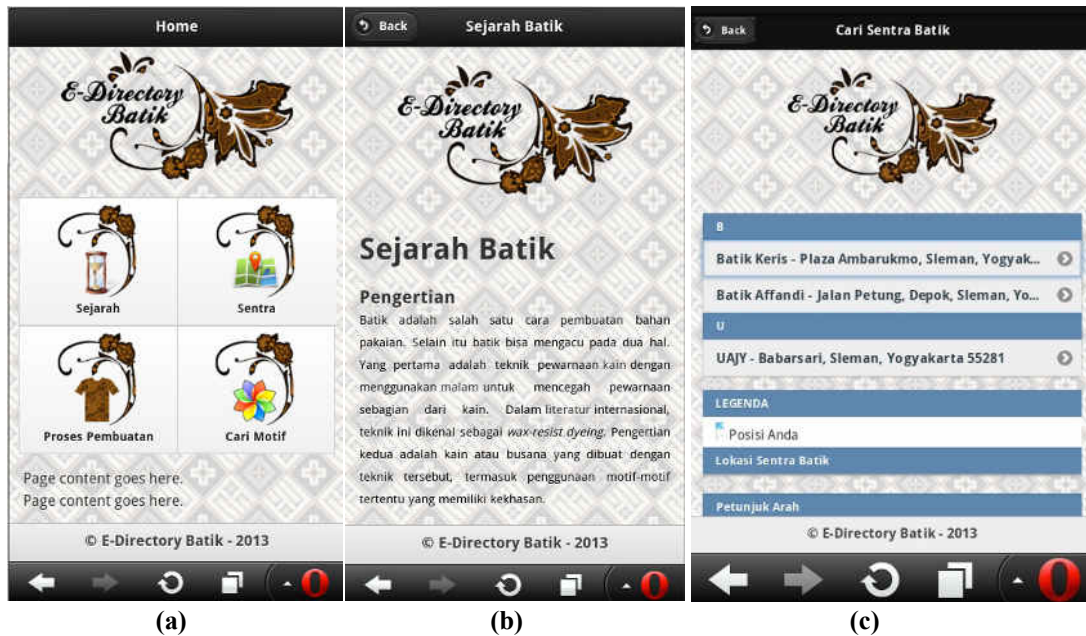 Home
E-Directory
Batik
Sejarah
Sentra
Proses Pembuatan
Cari Motif
Page content goes here.
Page content goes here.
© E-Directory Batik - 2013
(a)
Back
Sejarah Batik
E-Directory
Batik
Sejarah Batik
Pengertian
Batik adalah salah satu cara pembuatan bahan
pakaian. Selain itu batik bisa mengacu pada dua hal.
Yang pertama adalah teknik pewarnaan kain dengan
menggunakan malam untuk mencegah pewarnaan
sebagian dari kain. Dalam literatur internasional,
teknik ini dikenal sebagai wax-resist dyeing. Pengertian
kedua adalah kain atau busana yang dibuat dengan
teknik tersebut, termasuk penggunaan motif-motif
tertentu yang memiliki kekhasan.
© E-Directory Batik - 2013
(b)
Back
Cari Sentra Batik
E-Directory
Batik
B
Batik Keris - Plaza Ambarukmo, Sleman, Yogyak...
Batik Affandi - Jalan Petung, Depok, Sleman, Yo...
U
UAJY - Babarsari, Sleman, Yogyakarta 55281
LEGENDA
Posisi Anda
Lokasi Sentra Batik
Petunjuk Arah
© E-Directory Batik - 2013
(c)